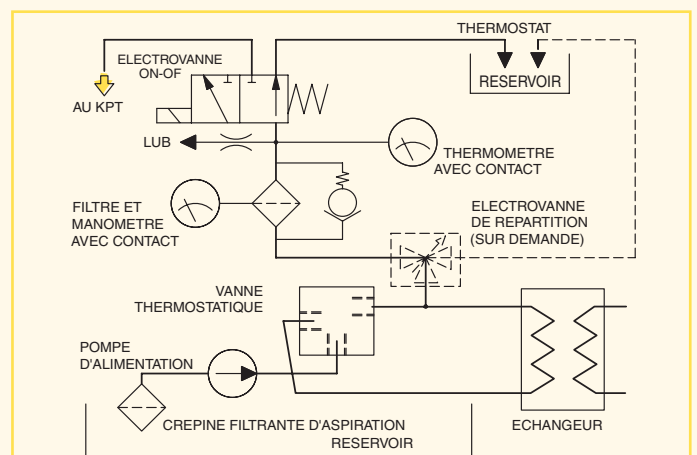 THERMOSTAT
ELECTROVANNE
ON-OF
RESERVOIR
AU KPT
LUB
THERMOMETRE
AVEC CONTACT
FILTRE ET
MANOMETRE
AVEC CONTACT
ELECTROVANNE
DE REPARTITION
(SUR DEMANDE)
VANNE
THERMOSTATIQUE
POMPE
D'ALIMENTATION
CREPINE FILTRANTE D'ASPIRATION
RESERVOIR
ECHANGEUR